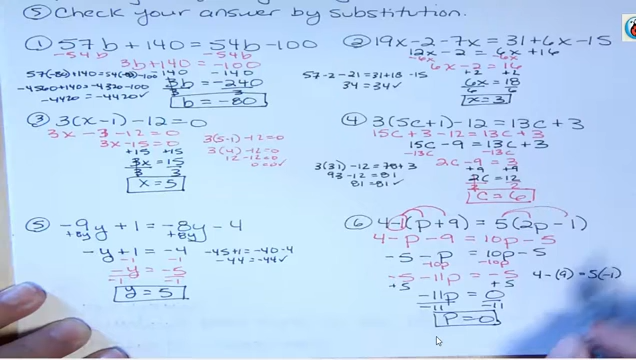 ⑤ Check your answer by substitution.
① 57b + 140 = 54b - 100
-54b -54b
3b + 140 = -100
-140 -140
3b = -240
3 3
b = -80
57(-80)+140=54(-80)-100
-4560+140=-4320-100
-4420=-4420✓
② 19x - 2 - 7x = 31 + 6x - 15
12x - 2 = 6x + 16
-6x -6x
6x - 2 = 16
+2 +2
6x = 18
6 6
x = 3
57-2-21=31+18-15
34=34✓
③ 3(x-1) - 12 = 0
3x - 3 - 12 = 0
3x - 15 = 0
+15 +15
3x = 15
3 3
x = 5
3(5-1)-12=0
3(4)-12=0
12-12=0
0=0✓
④ 3(5c+1) - 12 = 13c + 3
15c + 3 - 12 = 13c + 3
15c - 9 = 13c + 3
-13c -13c
2c - 9 = 3
+9 +9
2c = 12
2 2
c = 6
3(31)-12=78+3
93-12=81
81=81✓
⑤ -9y + 1 = -8y - 4
+8y +8y
-y + 1 = -4
-1 -1
-y = -5
-1 -1
y = 5
-45+1=-40-4
-44=-44✓
⑥ 4 - 1(p + 9) = 5(2p - 1)
4 - p - 9 = 10p - 5
-5 - p = 10p - 5
-10p -10p
-5 - 11p = -5
+5 +5
-11p = 0
-11 -11
p = 0
4-(9)=5(-1)